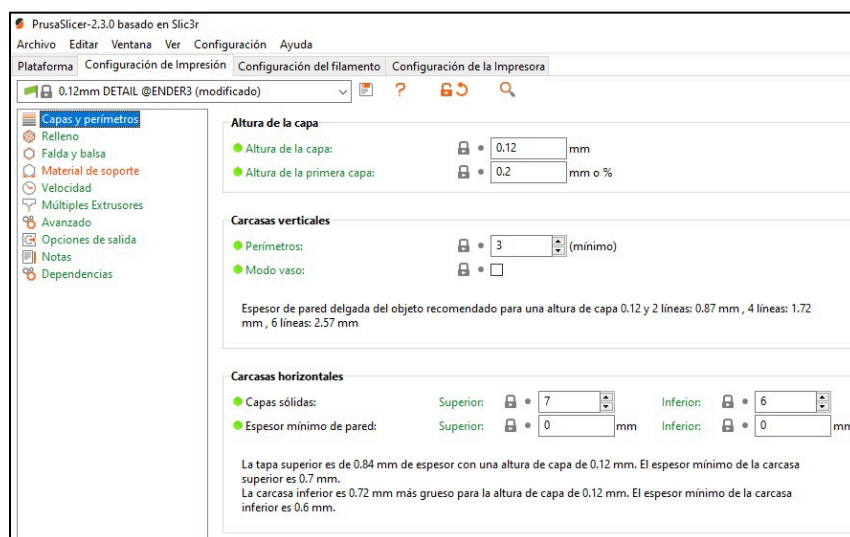 PrusaSlicer-2.3.0 basado en Slic3r
Archivo Editar Ventana Ver Configuración Ayuda
Plataforma Configuración de Impresión Configuración del filamento Configuración de la Impresora
0.12mm DETAIL @ENDER3 (modificado)
Capas y perímetros
Relleno
Falda y balsa
Material de soporte
Velocidad
Múltiples Extrusores
Avanzado
Opciones de salida
Notas
Dependencias
Altura de la capa
Altura de la capa: 0.12 mm
Altura de la primera capa: 0.2 mm o %
Carcasas verticales
Perímetros: 3 (mínimo)
Modo vaso:
Espesor de pared delgada del objeto recomendado para una altura de capa 0.12 y 2 líneas: 0.87 mm , 4 líneas: 1.72
mm , 6 líneas: 2.57 mm
Carcasas horizontales
Capas sólidas: Superior: 7 Inferior: 6
Espesor mínimo de pared: Superior: 0 mm Inferior: 0 mm
La tapa superior es de 0.84 mm de espesor con una altura de capa de 0.12 mm. El espesor mínimo de la carcasa
superior es 0.7 mm.
La carcasa inferior es 0.72 mm más grueso para la altura de capa de 0.12 mm. El espesor mínimo de la carcasa
inferior es 0.6 mm.